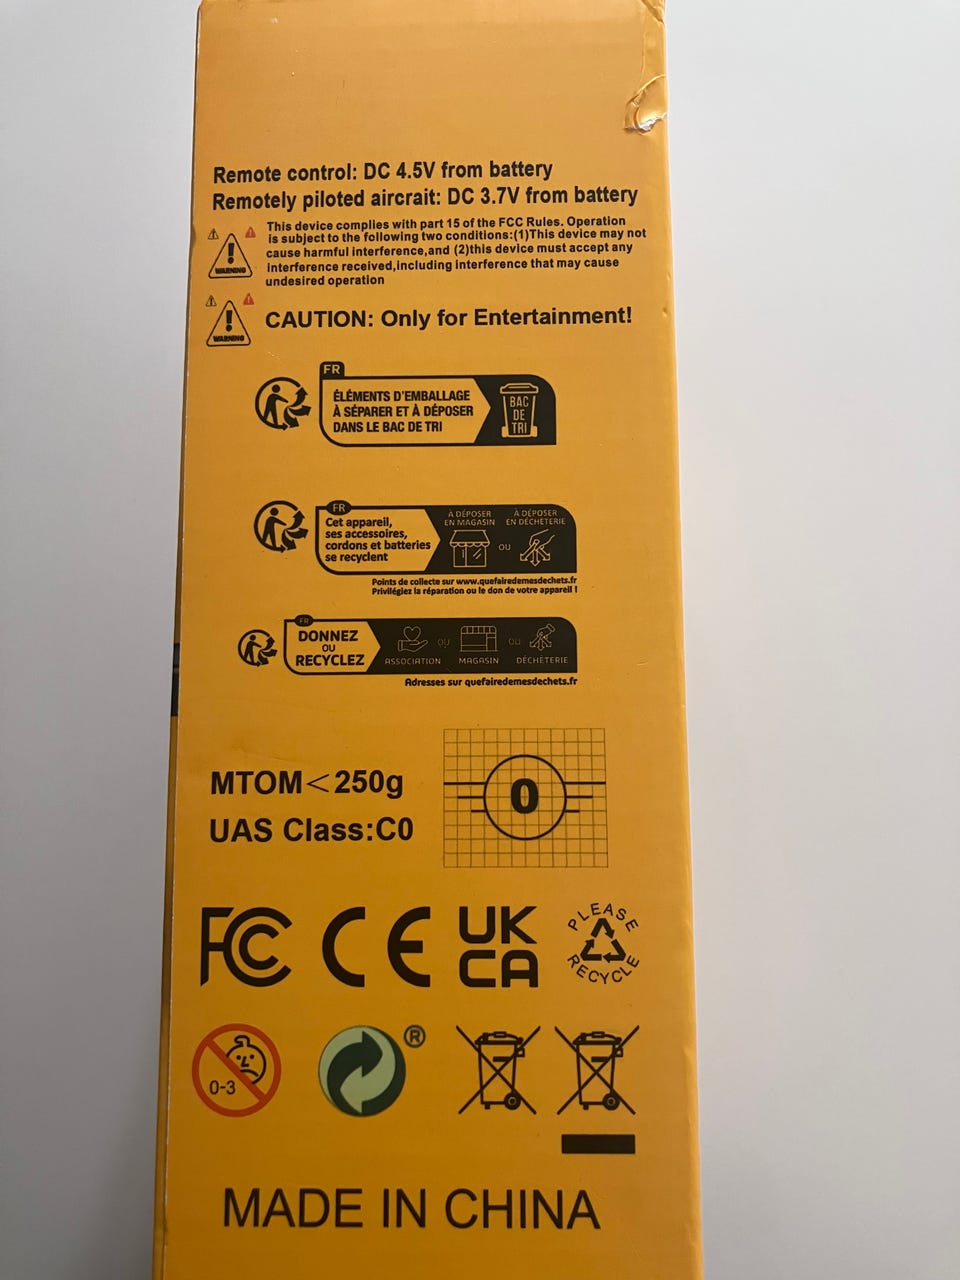 Remote control: DC 4.5V from battery
Remotely piloted aircrait: DC 3.7V from battery
WARNING
This device complies with part 15 of the FCC Rules. Operation
is subject to the fcllowing two conditions:(1)This device may not
cause harmful interference,and (2)this device must accept any
interference received,including interference that may cause
undesired operation
WARNING
CAUTION: Only for Entertainment!
FR
ÉLÉMENTS D'EMBALLAGE
À SÉPARER ET À DÉPOSER
DANS LE BAC DE TRI
BAC
DE
TRI
FR
Cet appareil,
ses accessoires,
cordons et batteries
se recyclent
À DÉPOSER
EN MAGASIN
OU
À DÉPOSER
EN DÉCHÈTERIE
Points de collecte sur www.quefairedemesdechets.fr
Privilégiez la réparation ou le don de votre appareil !
FR
DONNEZ
OU
RECYCLEZ
ASSOCIATION
OU
MAGASIN
OU
DÉCHÈTERIE
Adresses sur quefairedemesdechets.fr
MTOM<250g
UAS Class:C0
0
FC CE UK
CA
PLEASE
RECYCLE
0-3
®
MADE IN CHINA